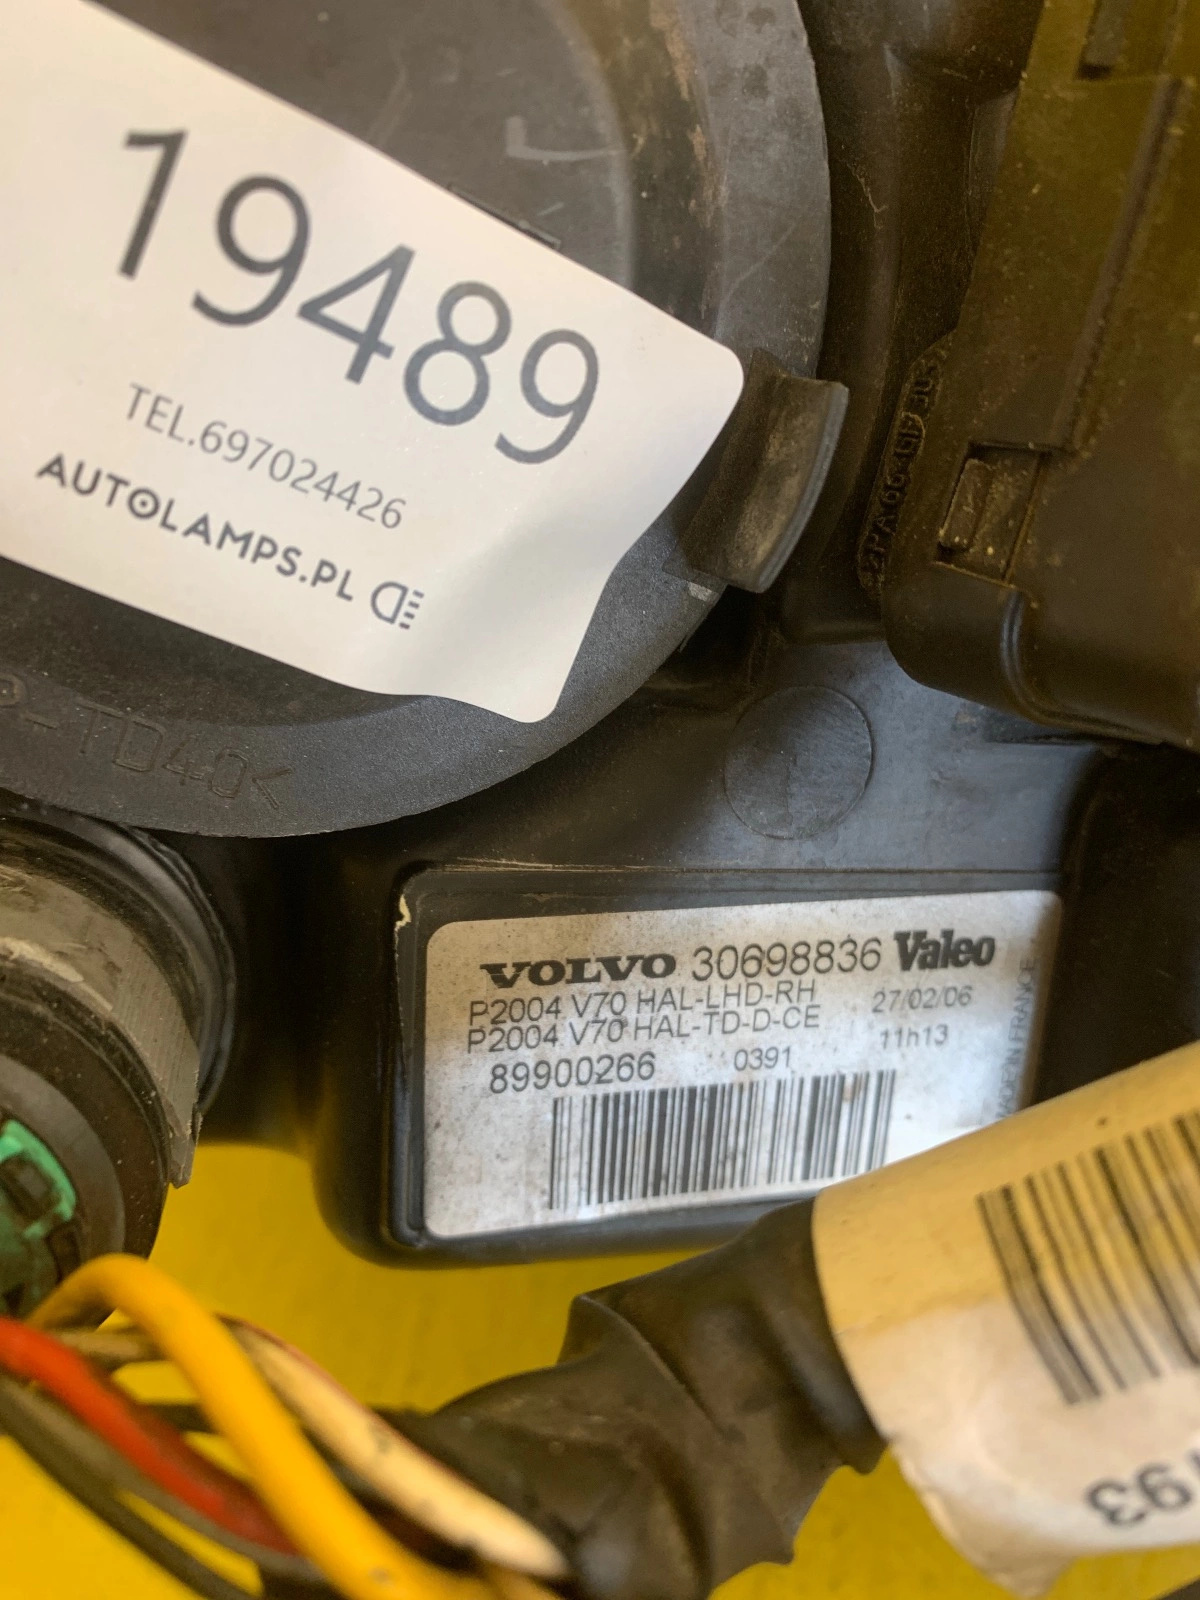 19489
TEL.697024426
AUTOLAMPS.PL
P-TD40<
VOLVO 30698836 Valeo
P2004 V70 HAL-LHD-RH 27/02/06
P2004 V70 HAL-TD-D-CE 11h13
89900266 0391
MADE IN FRANCE
793